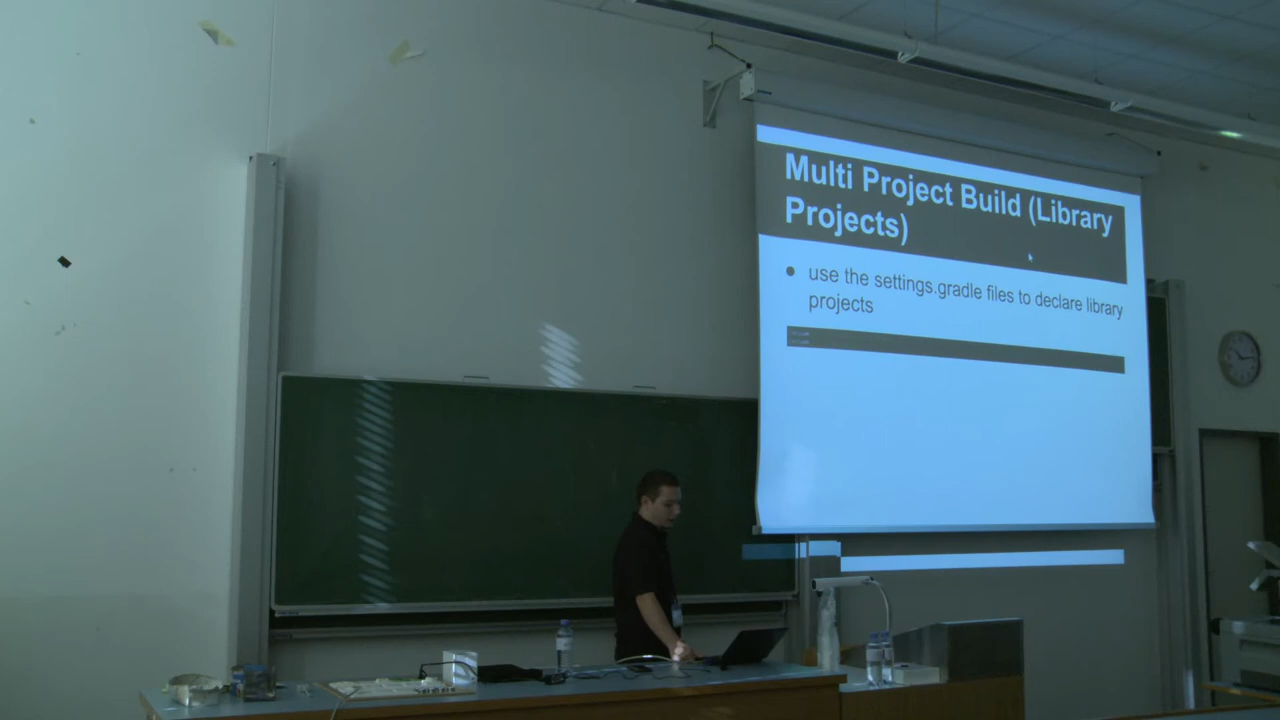 Multi Project Build (Library
Projects)
use the settings.gradle files to declare library
projects